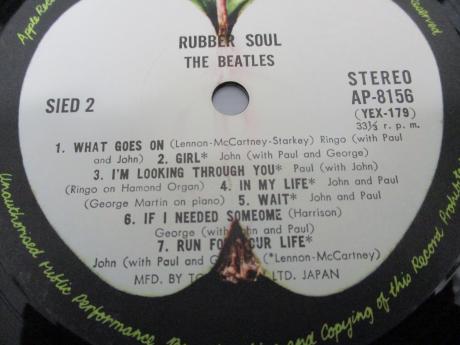 RUBBER SOUL
THE BEATLES
SIED 2
STEREO
AP-8156
(YEX-179)
33⅓ r. p. m.
1. WHAT GOES ON (Lennon-McCartney-Starkey) Ringo (with Paul
and John) 2. GIRL* John (with Paul and George)
3. I'M LOOKING THROUGH YOU* Paul (with John)
(Ringo on Hamond Organ) 4. IN MY LIFE* John (with Paul)
(George Martin on piano) 5. WAIT* John and Paul
6. IF I NEEDED SOMEONE (Harrison)
George (with John and Paul)
7. RUN FOR YOUR LIFE*
John (with Paul and (*Lennon-McCartney)
MFD. BY LTD. JAPAN
Apple
Reserved
Unauthorised Public Performance, and Copying of this Record Prohibited